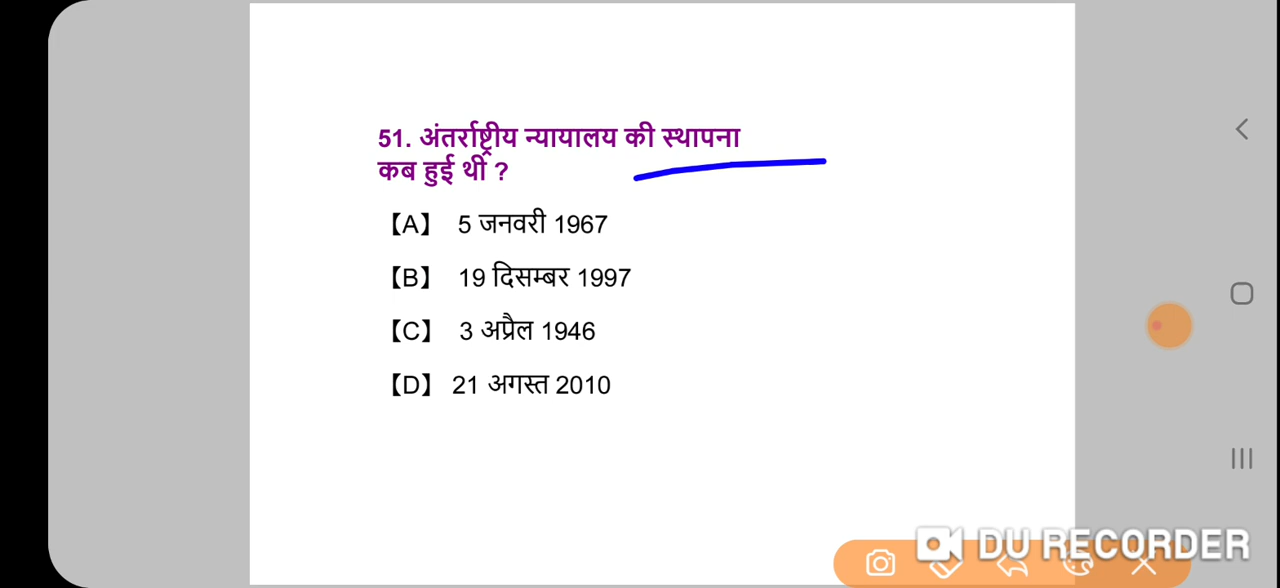 51. अंतर्राष्ट्रीय न्यायालय की स्थापना
कब हुई थी ?
【A】 5 जनवरी 1967
【B】 19 दिसम्बर 1997
【C】 3 अप्रैल 1946
【D】 21 अगस्त 2010
DU RECORDER